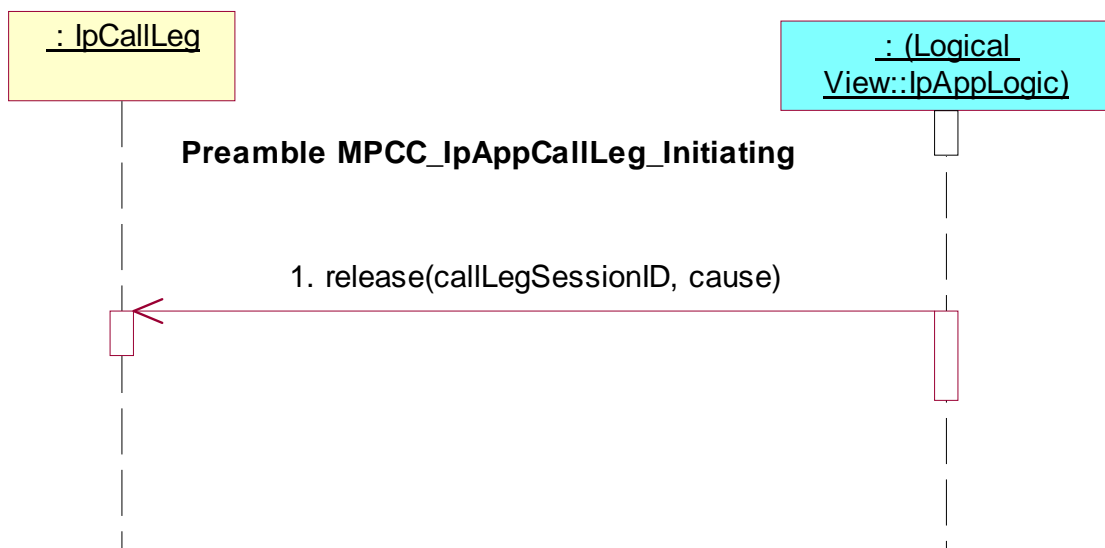 : IpCallLeg
: (Logical
View::IpAppLogic)
Preamble MPCC_IpAppCallLeg_Initiating
1. release(callLegSessionID, cause)